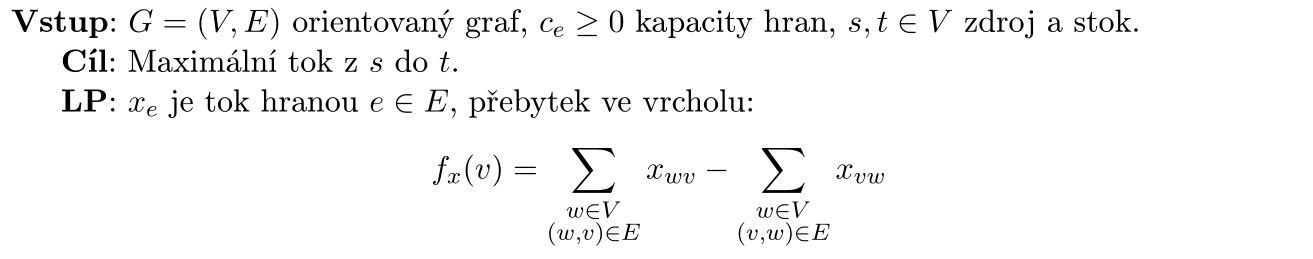 Vstup: G = (V, E) orientovaný graf, c_e ≥ 0 kapacity hran, s, t ∈ V zdroj a stok.
Cíl: Maximální tok z s do t.
LP: x_e je tok hranou e ∈ E, přebytek ve vrcholu:
f_x(v) = ∑_{w∈V (w,v)∈E} x_{wv} − ∑_{w∈V (v,w)∈E} x_{vw}